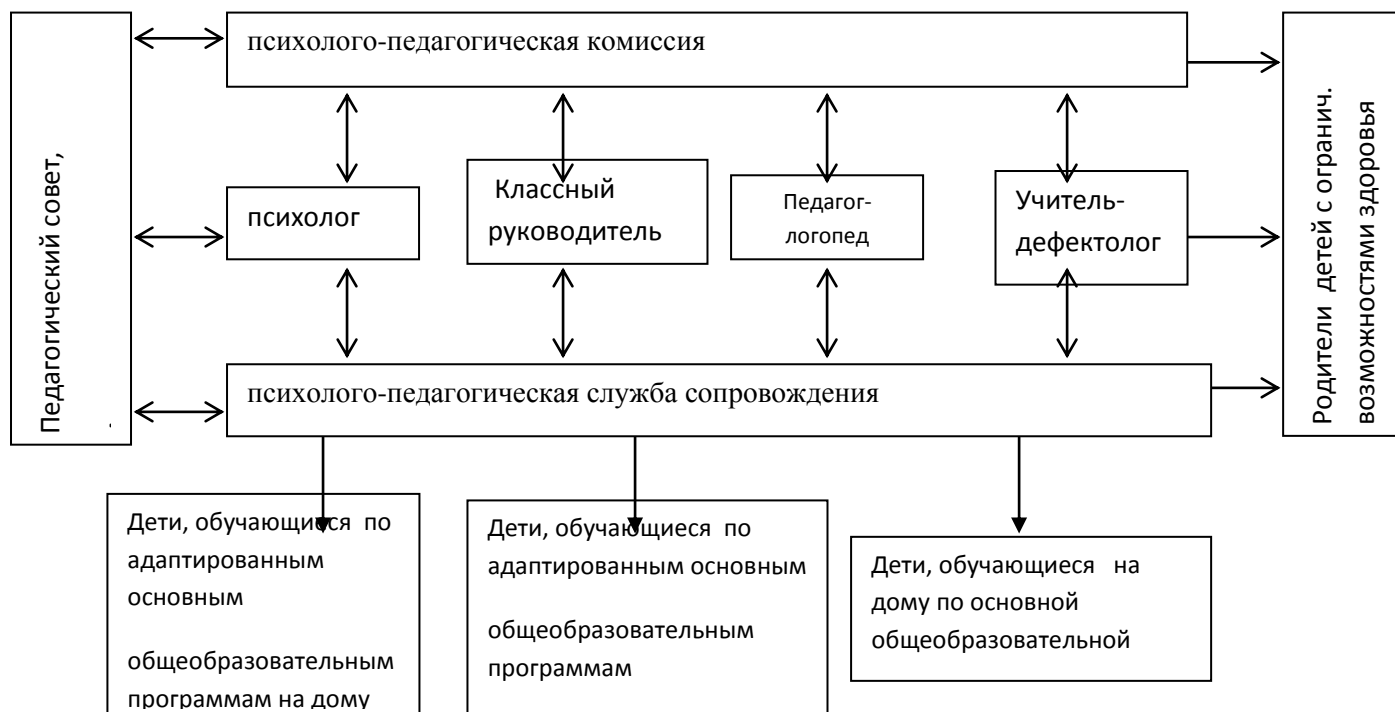 психолого-педагогическая комиссия
Педагогический совет,
Родители детей с огранич.
возможностями здоровья
психолог
Классный
руководитель
Педагог-
логопед
Учитель-
дефектолог
психолого-педагогическая служба сопровождения
Дети, обучающиеся по
адаптированным
основным
общеобразовательным
программам на дому
Дети, обучающиеся по
адаптированным основным
общеобразовательным
программам
Дети, обучающиеся на
дому по основной
общеобразовательной